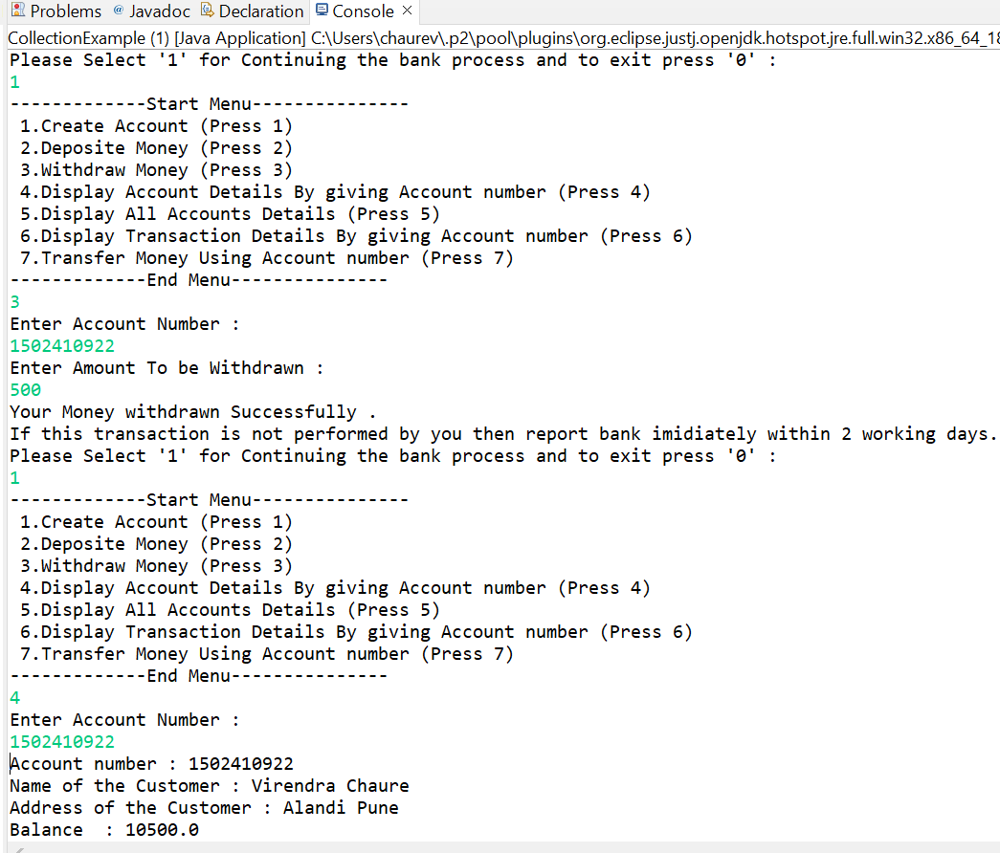 Problems @ Javadoc Declaration Console ×
CollectionExample (1) [Java Application] C:\Users\chaurev\.p2\pool\plugins\org.eclipse.justj.openjdk.hotspot.jre.full.win32.x86_64_18
Please Select '1' for Continuing the bank process and to exit press '0' :
1
-------------Start Menu---------------
 1.Create Account (Press 1)
 2.Deposite Money (Press 2)
 3.Withdraw Money (Press 3)
 4.Display Account Details By giving Account number (Press 4)
 5.Display All Accounts Details (Press 5)
 6.Display Transaction Details By giving Account number (Press 6)
 7.Transfer Money Using Account number (Press 7)
-------------End Menu---------------
3
Enter Account Number :
1502410922
Enter Amount To be Withdrawn :
500
Your Money withdrawn Successfully .
If this transaction is not performed by you then report bank imidiately within 2 working days.
Please Select '1' for Continuing the bank process and to exit press '0' :
1
-------------Start Menu---------------
 1.Create Account (Press 1)
 2.Deposite Money (Press 2)
 3.Withdraw Money (Press 3)
 4.Display Account Details By giving Account number (Press 4)
 5.Display All Accounts Details (Press 5)
 6.Display Transaction Details By giving Account number (Press 6)
 7.Transfer Money Using Account number (Press 7)
-------------End Menu---------------
4
Enter Account Number :
1502410922
Account number : 1502410922
Name of the Customer : Virendra Chaure
Address of the Customer : Alandi Pune
Balance  : 10500.0